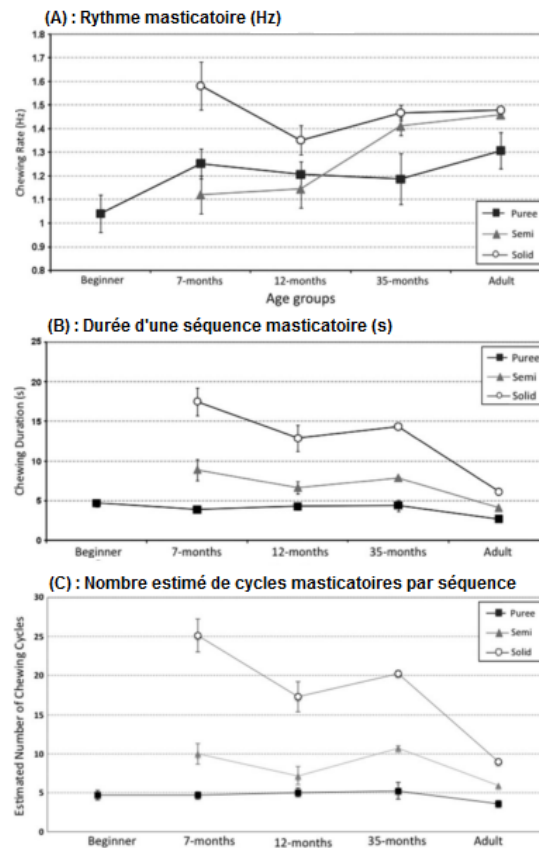 (A) : Rythme masticatoire (Hz)
Chewing Rate (Hz)
1.8
1.7
1.6
1.5
1.4
1.3
1.2
1.1
1
0.9
0.8
Puree
Semi
Solid
Beginner 7-months 12-months 35-months Adult
Age groups
(B) : Durée d'une séquence masticatoire (s)
Chewing Duration (s)
25
20
15
10
5
0
Puree
Semi
Solid
Beginner 7-months 12-months 35-months Adult
(C) : Nombre estimé de cycles masticatoires par séquence
Estimated Number of Chewing Cycles
30
25
20
15
10
5
0
Puree
Semi
Solid
Beginner 7-months 12-months 35-months Adult